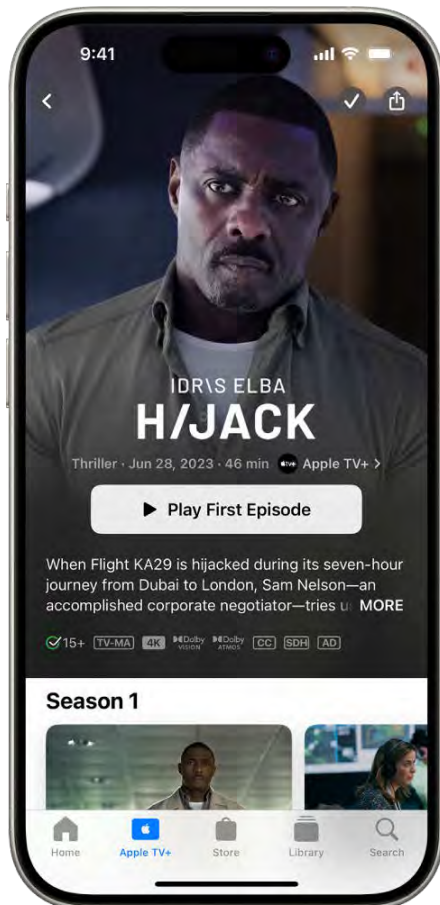 9:41
IDR\S ELBA
H/JACK
Thriller · Jun 28, 2023 · 46 min tv+ Apple TV+ >
Play First Episode
When Flight KA29 is hijacked during its seven-hour
journey from Dubai to London, Sam Nelson—an
accomplished corporate negotiator—tries u MORE
15+ TV-MA 4K Dolby VISION Dolby ATMOS CC SDH AD
Season 1
Home Apple TV+ Store Library Search